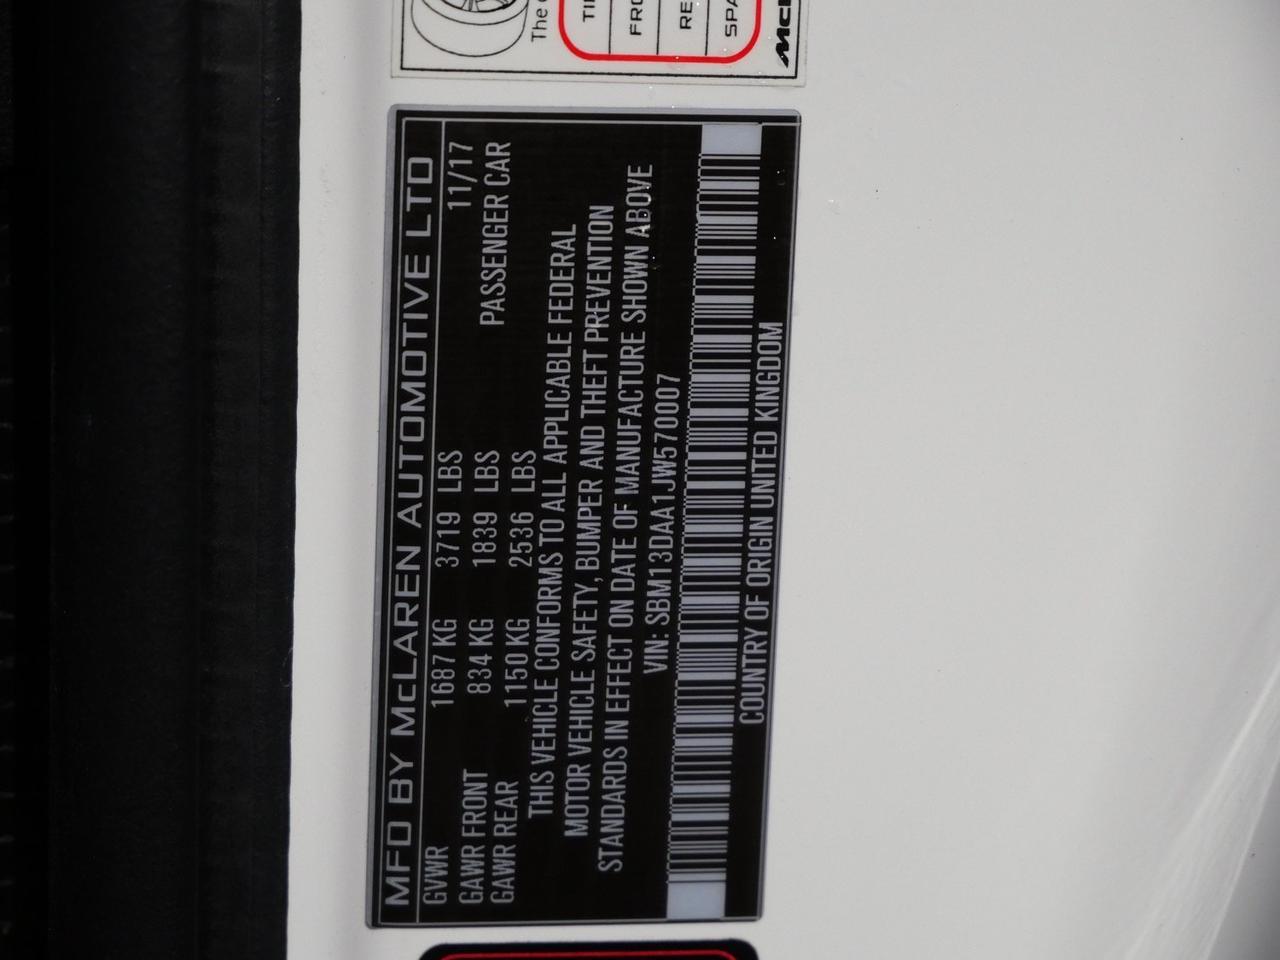 MFD BY McLAREN AUTOMOTIVE LTD
GVWR 1687 KG 3719 LBS 11/17
GAWR FRONT 834 KG 1839 LBS PASSENGER CAR
GAWR REAR 1150 KG 2536 LBS
THIS VEHICLE CONFORMS TO ALL APPLICABLE FEDERAL
MOTOR VEHICLE SAFETY, BUMPER AND THEFT PREVENTION
STANDARDS IN EFFECT ON DATE OF MANUFACTURE SHOWN ABOVE
VIN: SBM13DAA1JW570007
COUNTRY OF ORIGIN UNITED KINGDOM
The